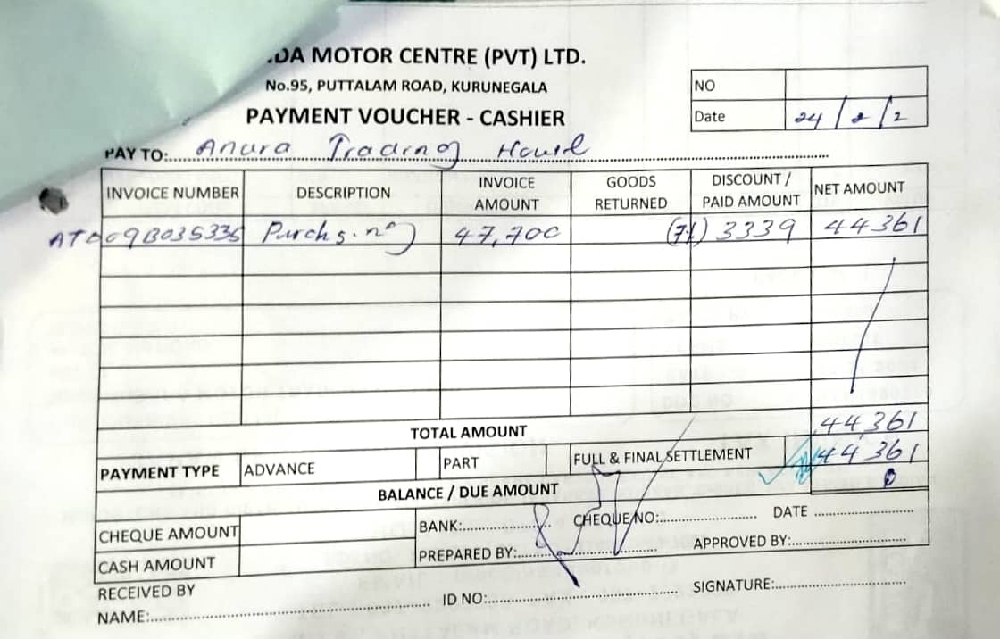 DA MOTOR CENTRE (PVT) LTD.
No.95, PUTTALAM ROAD, KURUNEGALA
PAYMENT VOUCHER - CASHIER
NO
Date 24/2/2
PAY TO: Anura Trading House
INVOICE NUMBER DESCRIPTION INVOICE AMOUNT GOODS RETURNED DISCOUNT / PAID AMOUNT NET AMOUNT
47,700 3339 44361
TOTAL AMOUNT 44,361
PAYMENT TYPE ADVANCE PART FULL & FINAL SETTLEMENT 44361
BALANCE / DUE AMOUNT 0
CHEQUE AMOUNT BANK: CHEQUE NO: DATE
CASH AMOUNT PREPARED BY: APPROVED BY:
RECEIVED BY
NAME: ID NO: SIGNATURE: